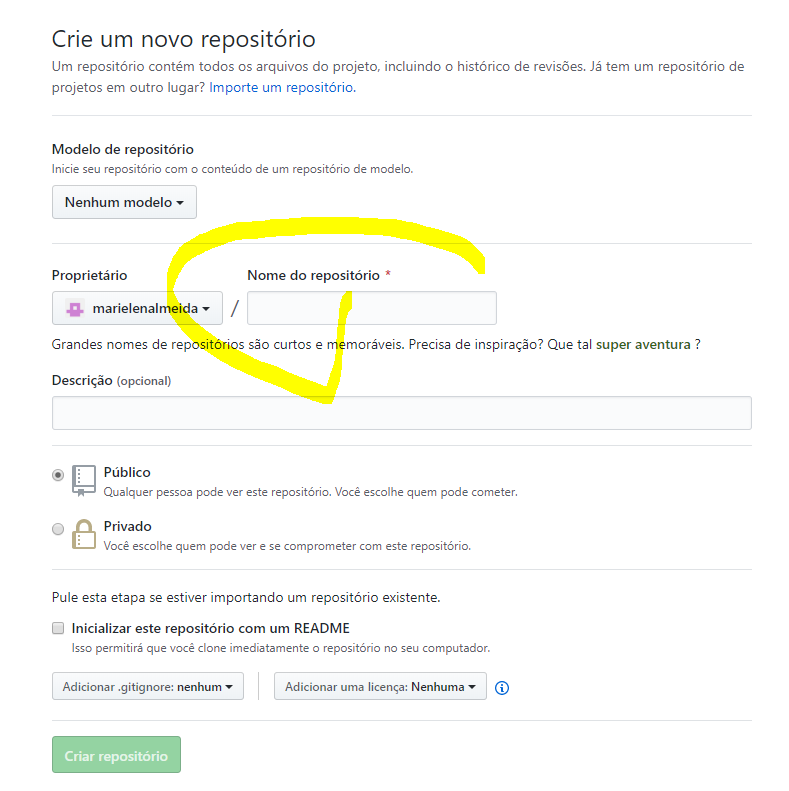 Crie um novo repositório
Um repositório contém todos os arquivos do projeto, incluindo o histórico de revisões. Já tem um repositório de
projetos em outro lugar? Importe um repositório.
Modelo de repositório
Inicie seu repositório com o conteúdo de um repositório de modelo.
Nenhum modelo
Proprietário
Nome do repositório *
marielenalmeida /
Grandes nomes de repositórios são curtos e memoráveis. Precisa de inspiração? Que tal super aventura ?
Descrição (opcional)
Público
Qualquer pessoa pode ver este repositório. Você escolhe quem pode cometer.
Privado
Você escolhe quem pode ver e se comprometer com este repositório.
Pule esta etapa se estiver importando um repositório existente.
Inicializar este repositório com um README
Isso permitirá que você clone imediatamente o repositório no seu computador.
Adicionar .gitignore: nenhum
Adicionar uma licença: Nenhuma
Criar repositório